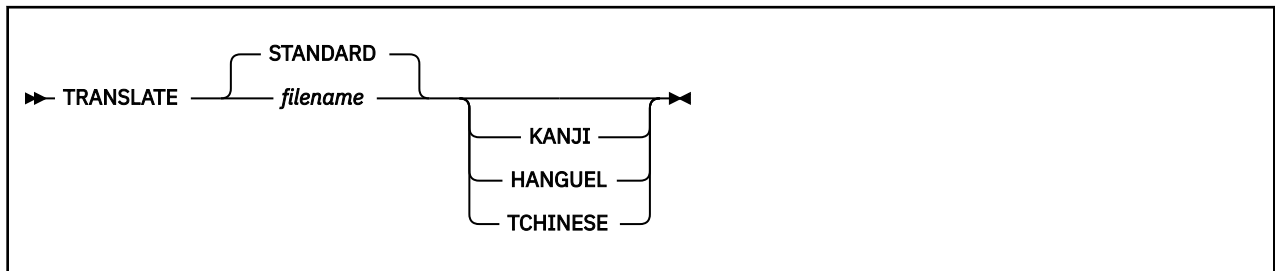 STANDARD
TRANSLATE filename
KANJI
HANGUEL
TCHINESE